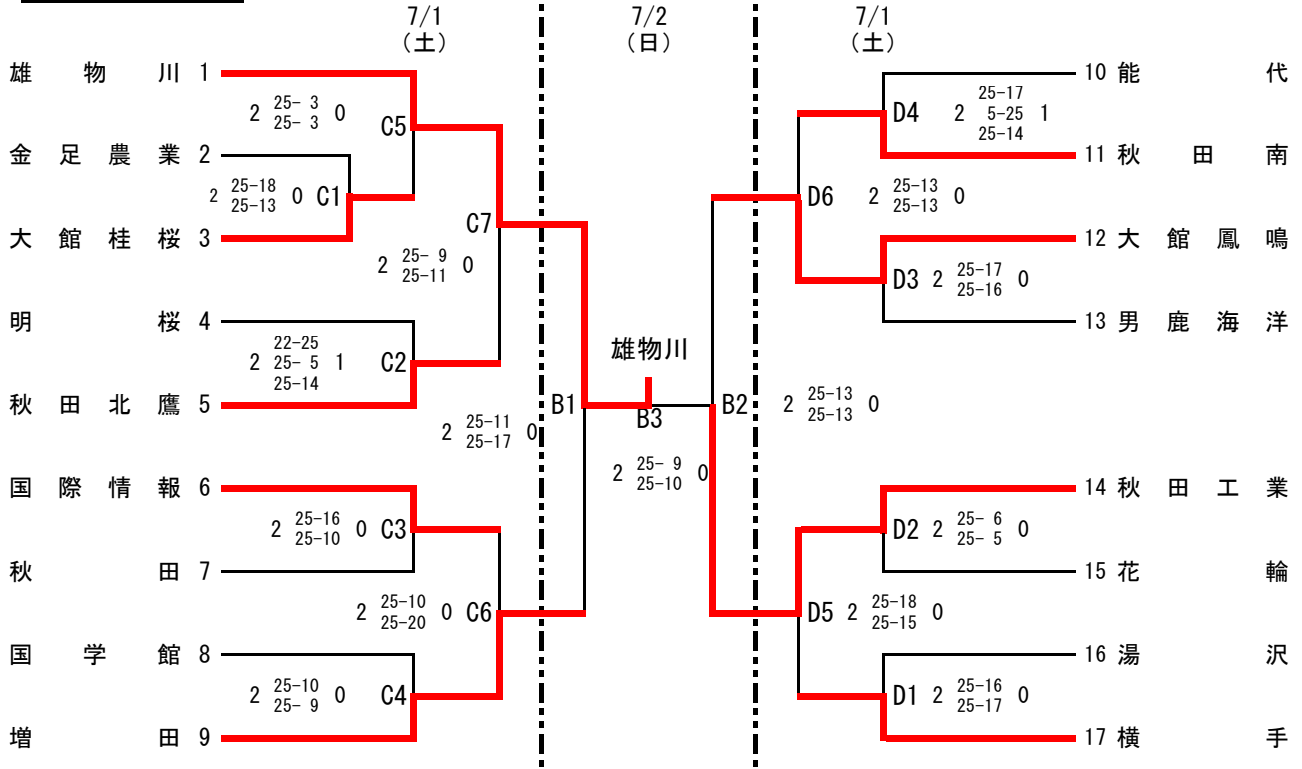 7/1
(土)
7/2
(日)
7/1
(土)
雄物川 1
2 25- 3 0
25- 3
C5
金足農業 2
2 25-18 0 C1
25-13
大館桂桜 3
C7
2 25- 9 0
25-11
明桜 4
22-25
2 25- 5 1 C2
25-14
秋田北鷹 5
2 25-11 0
25-17
B1
国際情報 6
2 25-16 0 C3
25-10
秋田 7
2 25-10 0 C6
25-20
国学館 8
2 25-10 0 C4
25- 9
増田 9
雄物川
B3
2 25- 9 0
25-10
10 能代
25-17
D4 2 5-25 1
25-14
11 秋田南
D6 2 25-13 0
25-13
12 大館鳳鳴
D3 2 25-17 0
25-16
13 男鹿海洋
B2 2 25-13 0
25-13
14 秋田工業
D2 2 25- 6 0
25- 5
15 花輪
D5 2 25-18 0
25-15
16 湯沢
D1 2 25-16 0
25-17
17 横手